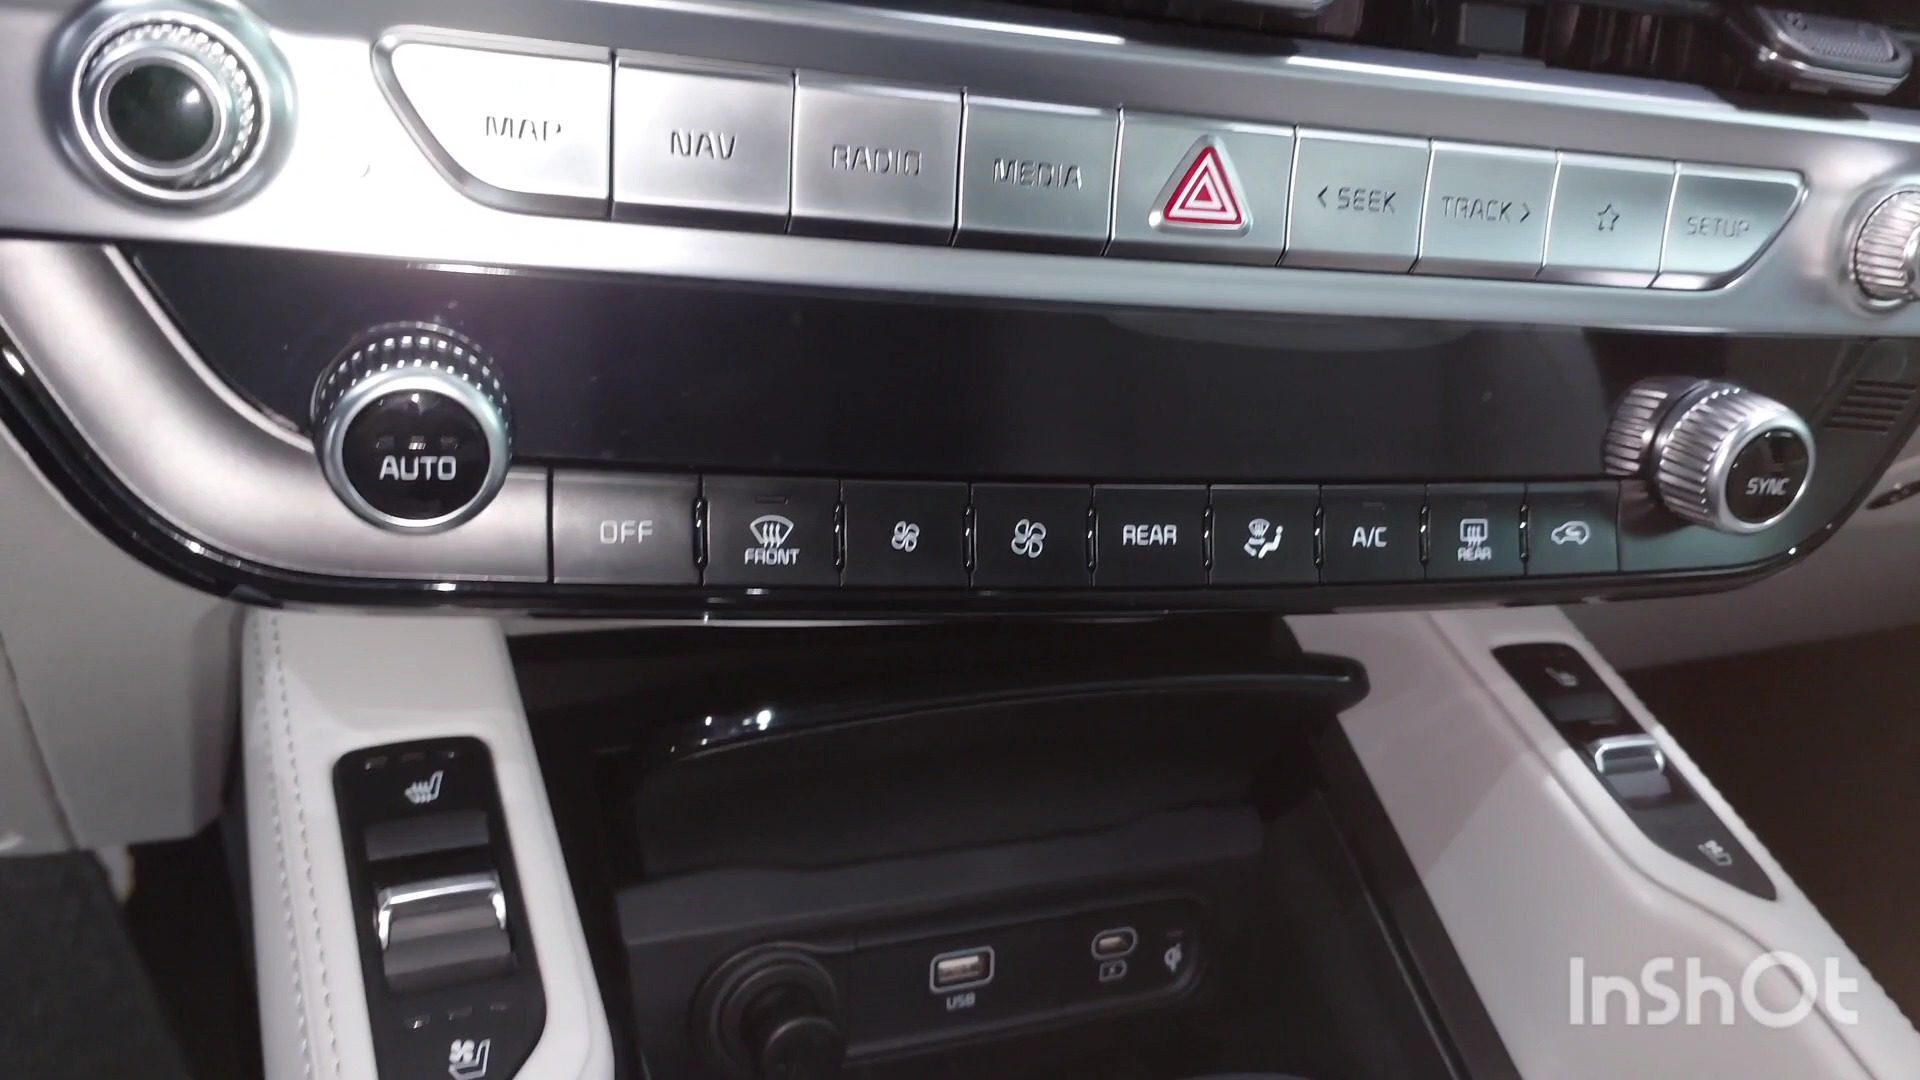 MAP NAV RADIO MEDIA < SEEK TRACK > SETUP
AUTO
SYNC
OFF FRONT REAR A/C REAR
USB
InShOt